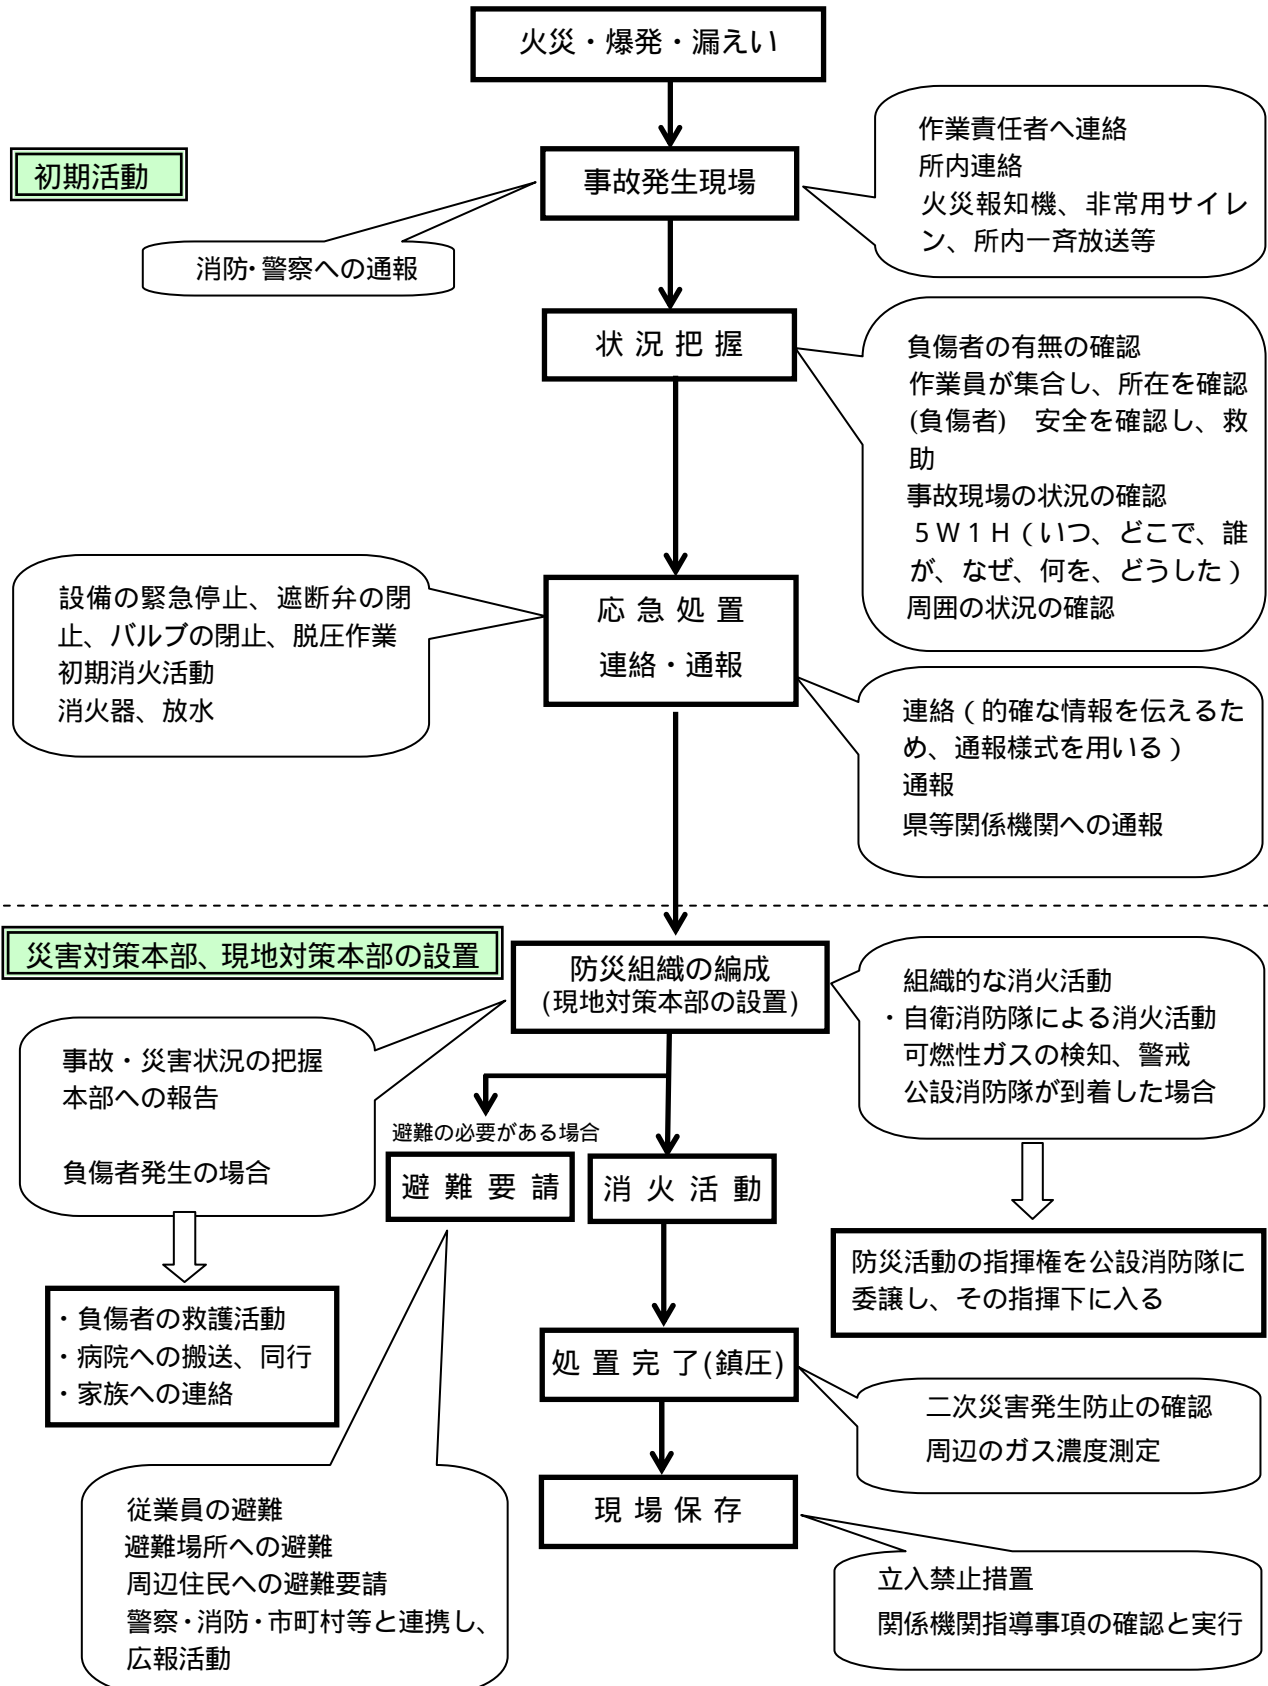 火災・爆発・漏えい
初期活動
事故発生現場
作業責任者へ連絡
所内連絡
火災報知機、非常用サイレ
ン、所内一斉放送等
消防・警察への通報
状況把握
負傷者の有無の確認
作業員が集合し、所在を確認
(負傷者)　安全を確認し、救
助
事故現場の状況の確認
５Ｗ１Ｈ（いつ、どこで、誰
が、なぜ、何を、どうした）
周囲の状況の確認
設備の緊急停止、遮断弁の閉
止、バルブの閉止、脱圧作業
初期消火活動
消火器、放水
応急処置
連絡・通報
連絡（的確な情報を伝えるた
め、通報様式を用いる）
通報
県等関係機関への通報
災害対策本部、現地対策本部の設置
防災組織の編成
(現地対策本部の設置)
組織的な消火活動
・自衛消防隊による消火活動
可燃性ガスの検知、警戒
公設消防隊が到着した場合
事故・災害状況の把握
本部への報告
負傷者発生の場合
避難の必要がある場合
避難要請
消火活動
防災活動の指揮権を公設消防隊に
委譲し、その指揮下に入る
・負傷者の救護活動
・病院への搬送、同行
・家族への連絡
処置完了(鎮圧)
二次災害発生防止の確認
周辺のガス濃度測定
現場保存
従業員の避難
避難場所への避難
周辺住民への避難要請
警察・消防・市町村等と連携し、
広報活動
立入禁止措置
関係機関指導事項の確認と実行